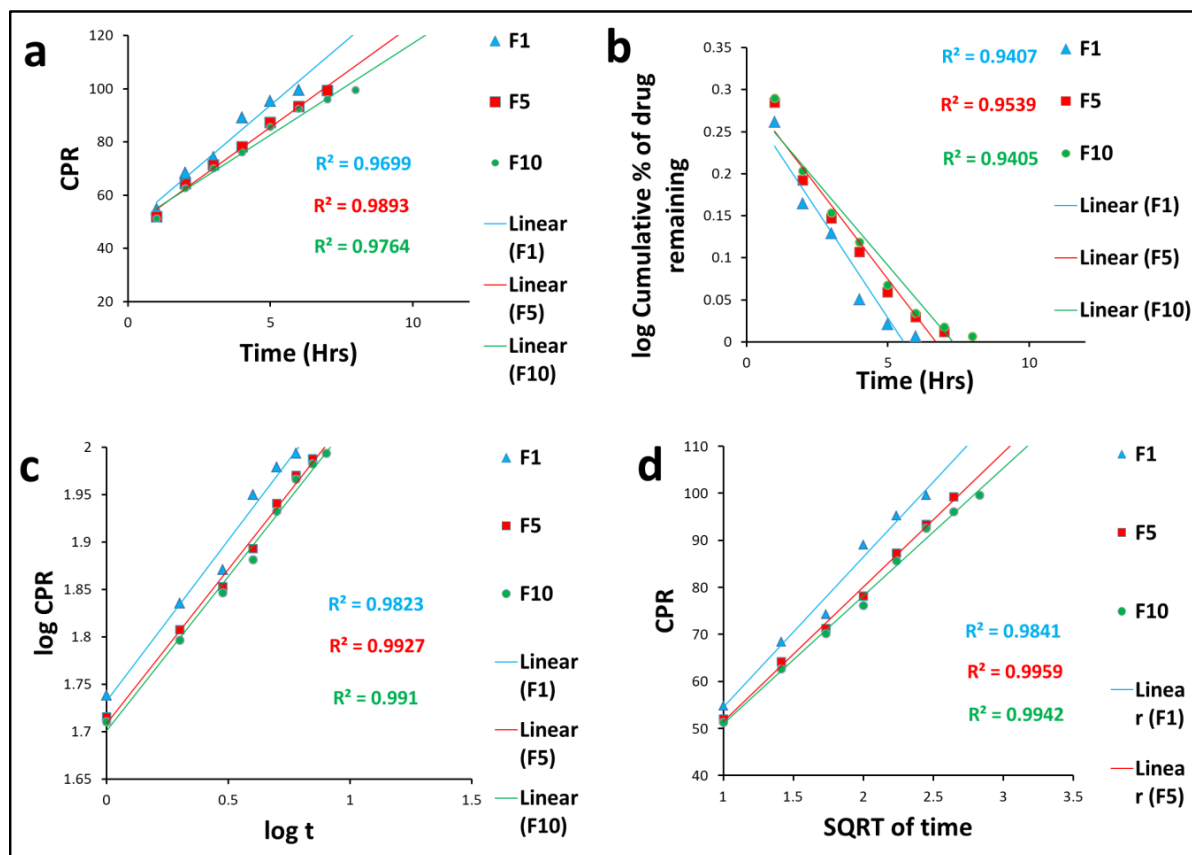 a
120
100
80
60
40
20
0
5
10
CPR
Time (Hrs)
R² = 0.9699
R² = 0.9893
R² = 0.9764
F1
F5
F10
Linear
(F1)
Linear
(F5)
Linear
(F10)
b
0.35
0.3
0.25
0.2
0.15
0.1
0.05
0
0
5
10
log Cumulative % of drug
remaining
Time (Hrs)
R² = 0.9407
R² = 0.9539
R² = 0.9405
F1
F5
F10
Linear (F1)
Linear (F5)
Linear (F10)
c
2
1.95
1.9
1.85
1.8
1.75
1.7
1.65
0
0.5
1
1.5
log CPR
log t
R² = 0.9823
R² = 0.9927
R² = 0.991
F1
F5
F10
Linear
(F1)
Linear
(F5)
Linear
(F10)
d
110
100
90
80
70
60
50
40
1
1.5
2
2.5
3
3.5
CPR
SQRT of time
R² = 0.9841
R² = 0.9959
R² = 0.9942
F1
F5
F10
Linea
r (F1)
Linea
r (F5)